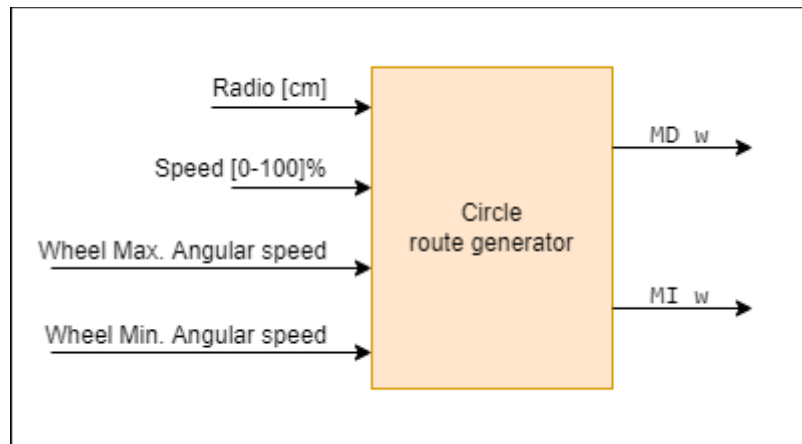 Radio [cm]
Speed [0-100]%
Wheel Max. Angular speed
Wheel Min. Angular speed
Circle
route generator
MD w
MI w